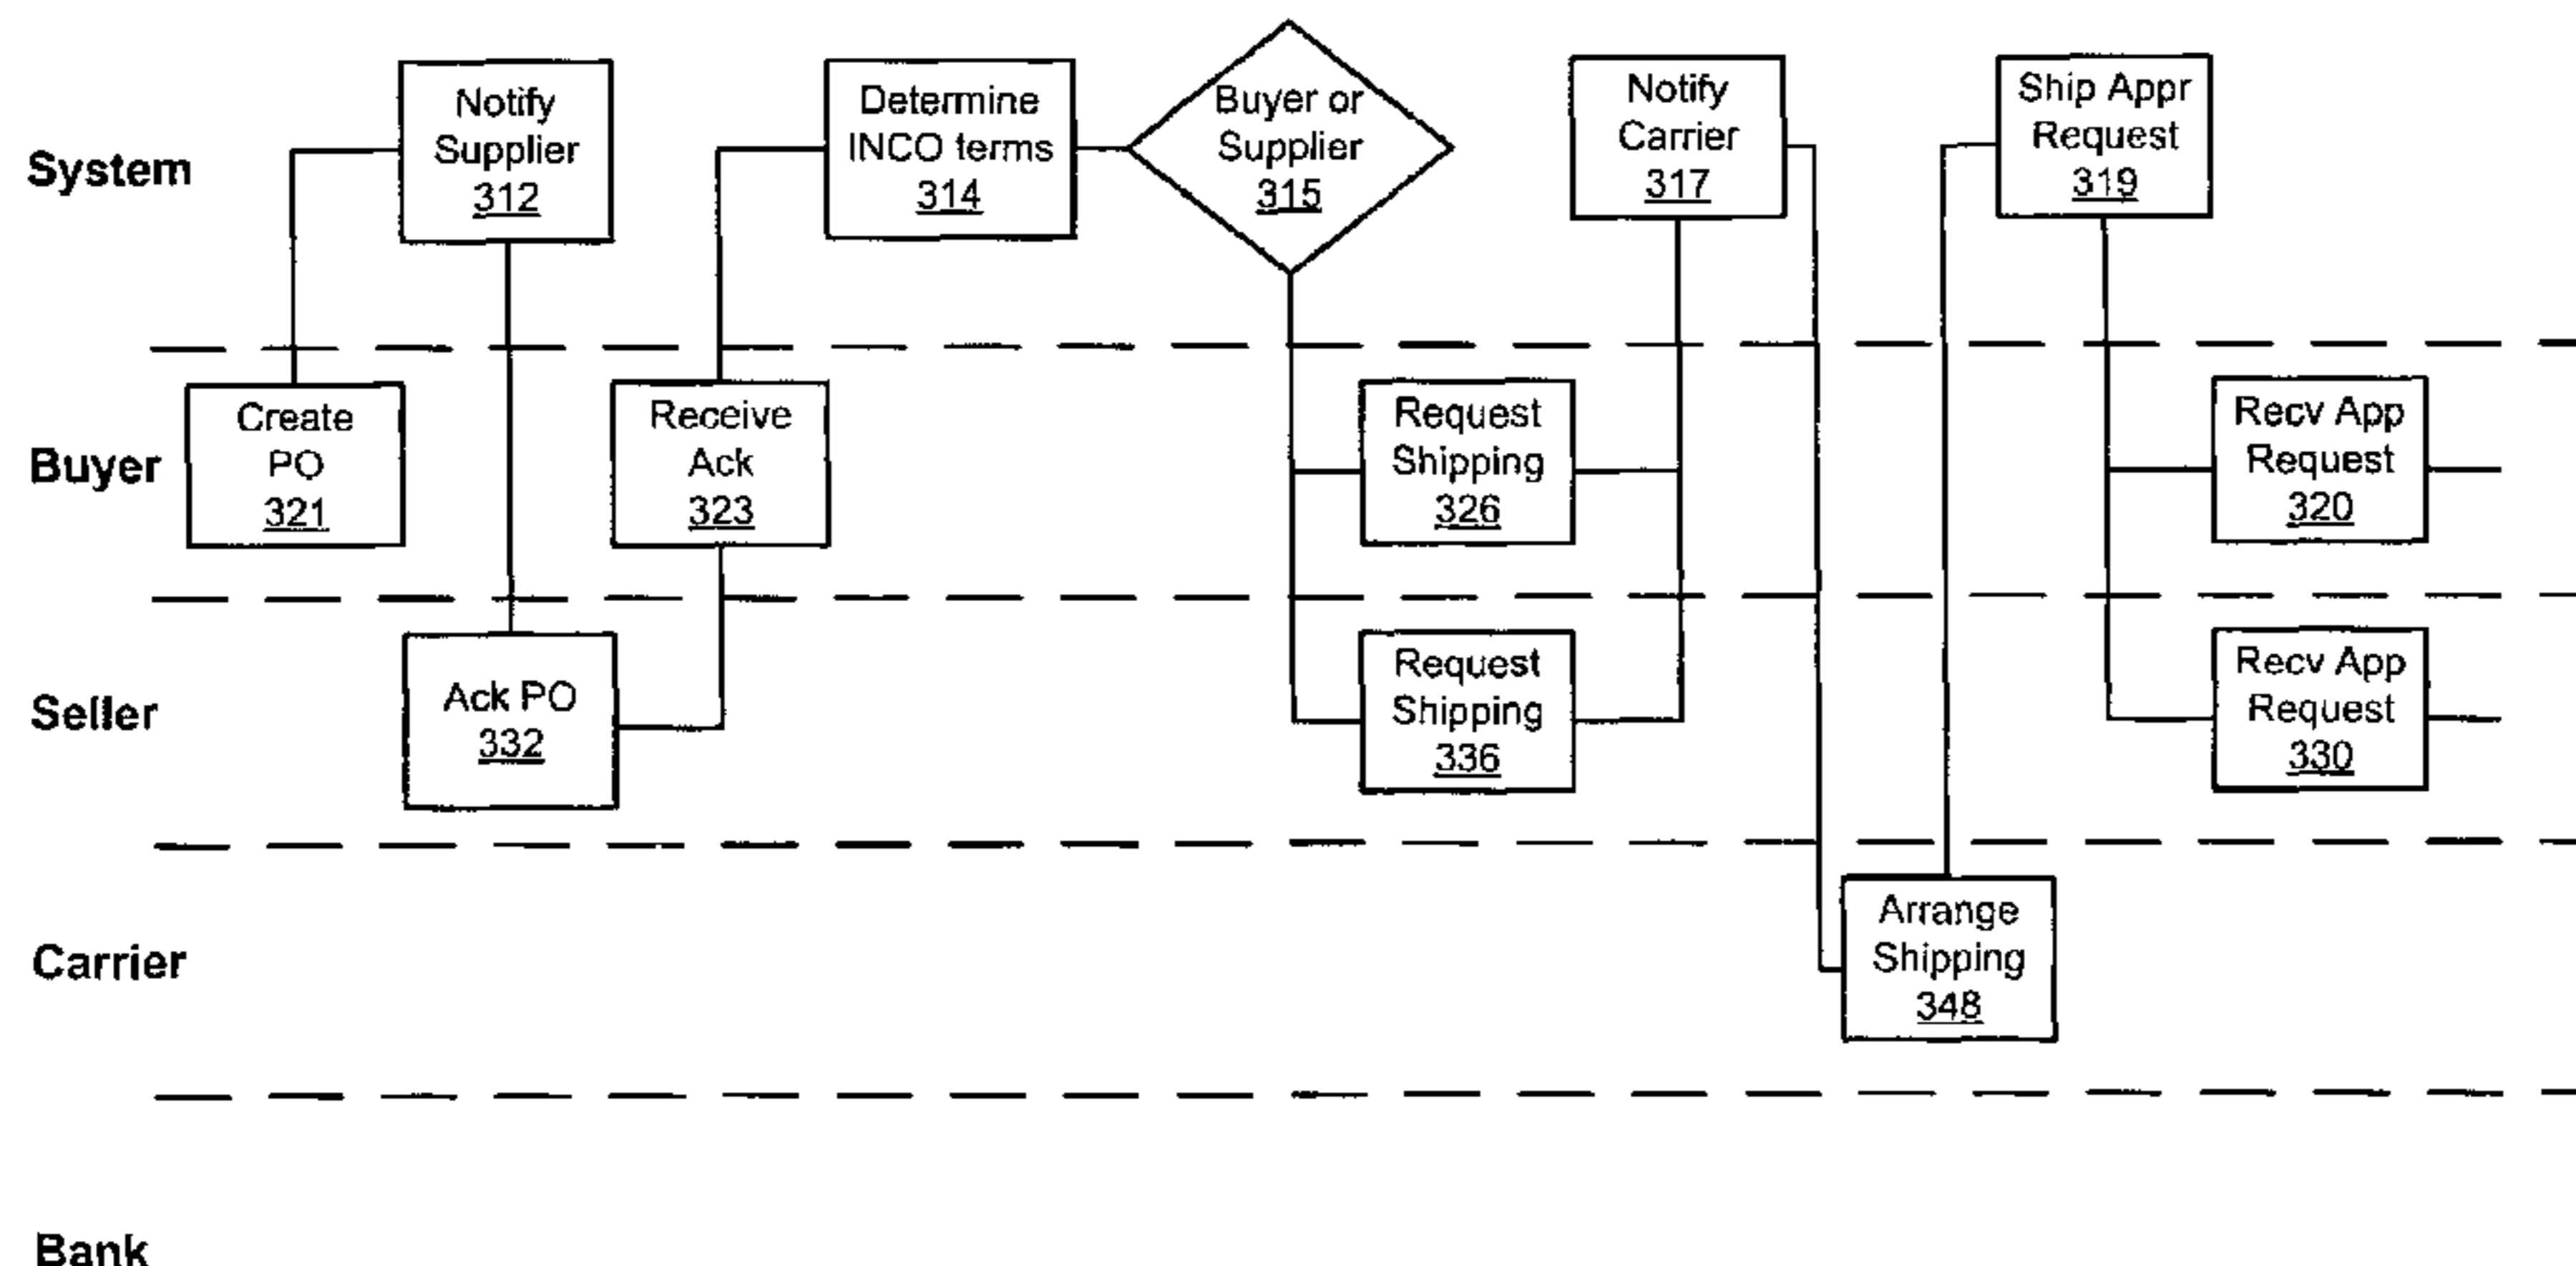 System
Notify
Supplier
312
Determine
INCO terms
314
Buyer or
Supplier
315
Notify
Carrier
317
Ship Appr
Request
319
Buyer
Create
PO
321
Receive
Ack
323
Request
Shipping
326
Recv App
Request
320
Seller
Ack PO
332
Request
Shipping
336
Recv App
Request
330
Carrier
Arrange
Shipping
348
Bank